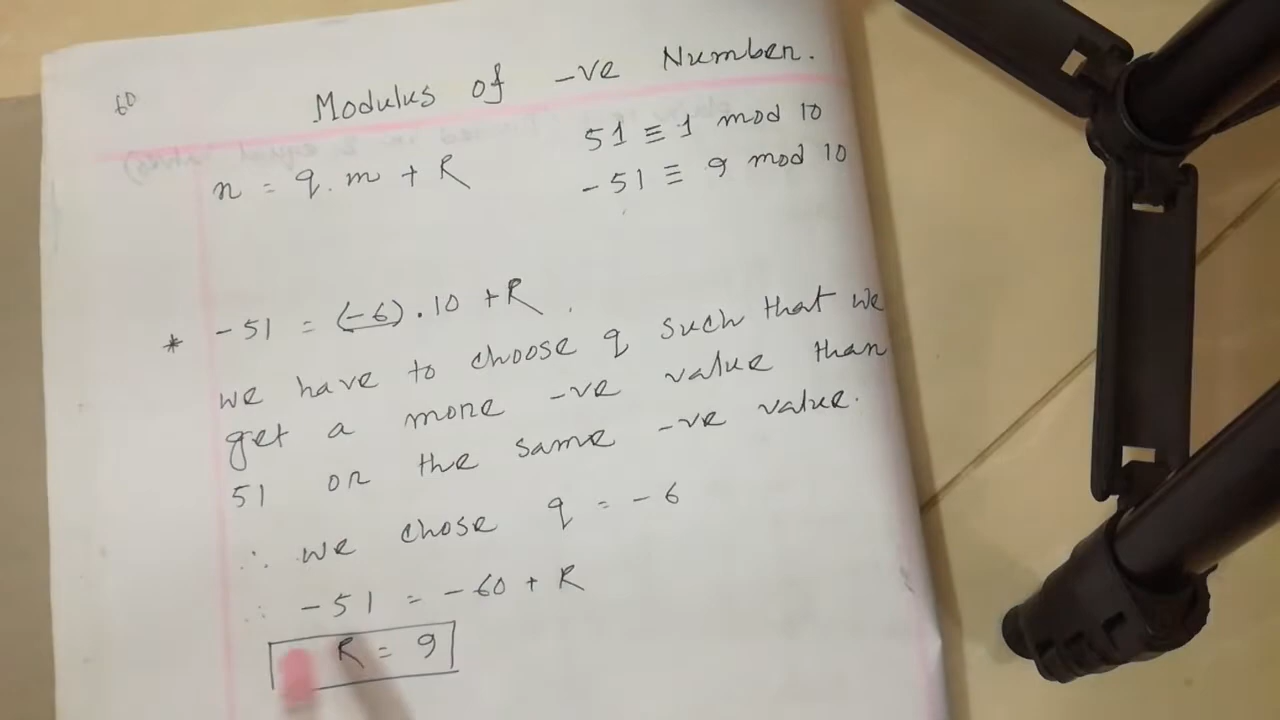 60
Modulus of -ve Number.
51 ≡ 1 mod 10
n = q.m + R
-51 ≡ 9 mod 10
* -51 = (-6).10 + R.
we have to choose q such that we
get a more -ve value than
51 or the same -ve value.
∴ we chose q = -6
∴ -51 = -60 + R
R = 9